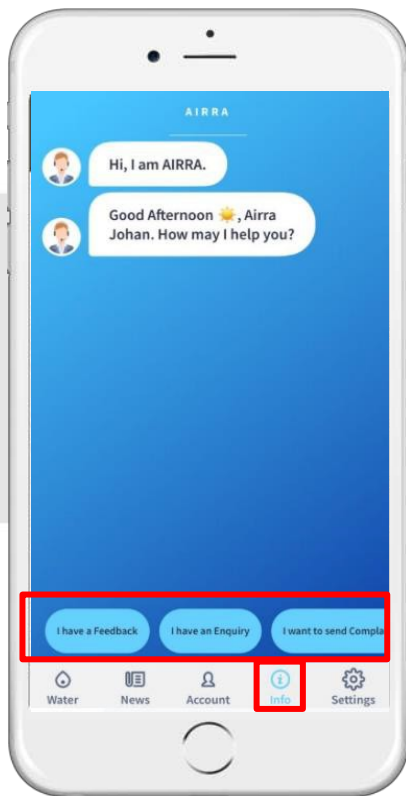 AIRRA
Hi, I am AIRRA.
Good Afternoon ☀️, Airra
Johan. How may I help you?
I have a Feedback
I have an Enquiry
I want to send Compla
Water
News
Account
Info
Settings